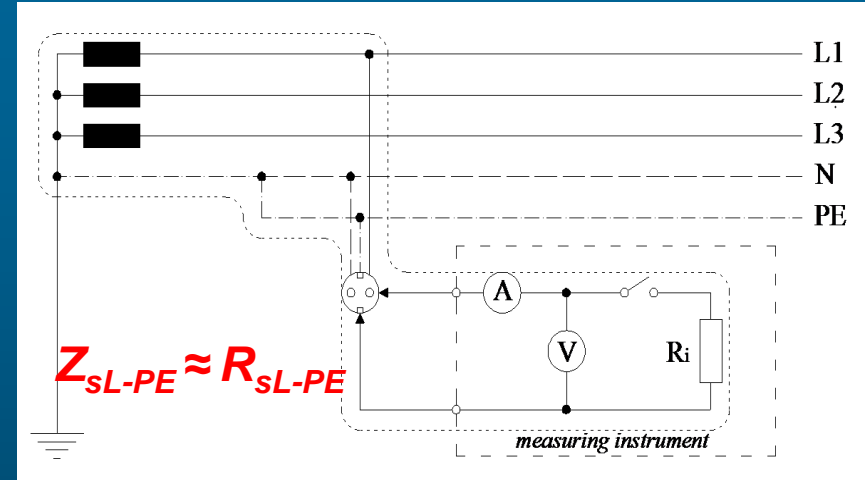 L1
L2
L3
N
PE
A
V
Ri
ZsL-PE ≈ RsL-PE
measuring instrument